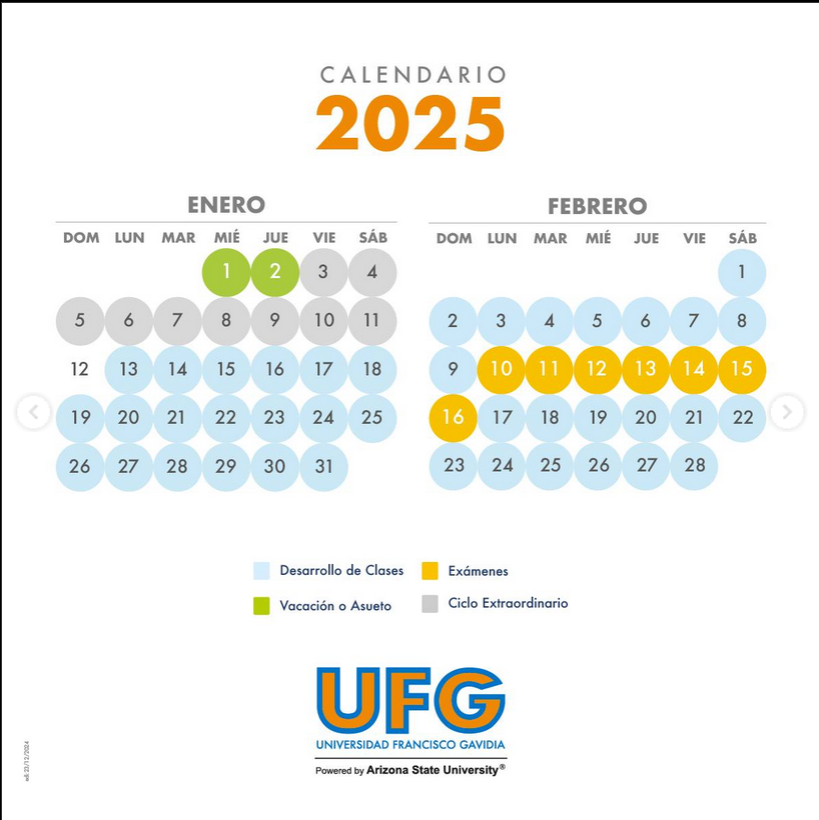 CALENDARIO
2025
ENERO
DOM LUN MAR MIÉ JUE VIE SÁB
1 2 3 4
5 6 7 8 9 10 11
12 13 14 15 16 17 18
19 20 21 22 23 24 25
26 27 28 29 30 31
FEBRERO
DOM LUN MAR MIÉ JUE VIE SÁB
1
2 3 4 5 6 7 8
9 10 11 12 13 14 15
16 17 18 19 20 21 22
23 24 25 26 27 28
Desarrollo de Clases
Exámenes
Vacación o Asueto
Ciclo Extraordinario
UFG
UNIVERSIDAD FRANCISCO GAVIDIA
Powered by Arizona State University®
23/12/2024